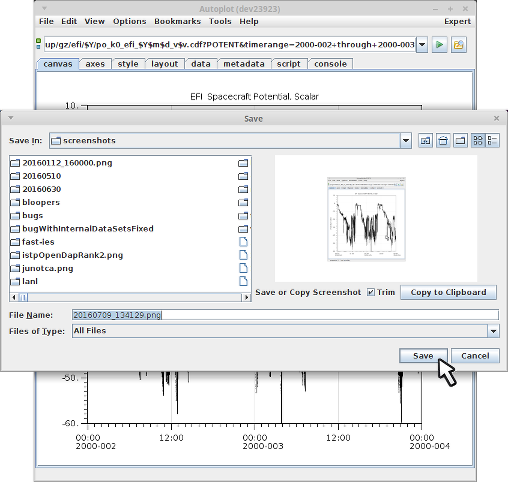 Autoplot (dev23923)
File Edit View Options Bookmarks Tools Help Expert
up/gz/efi/$Y/po_k0_efi_$Y$m$d_v$v.cdf?POTENT&timerange=2000-002+through+2000-003
canvas axes style layout data metadata script console
EFI Spacecraft Potential, Scalar
10.
Save
Save In: screenshots
20160112_160000.png
20160510
20160630
bloopers
bugs
bugWithInternalDataSetsFixed
fast-ies
istpOpenDapRank2.png
junotca.png
lanl
Save or Copy Screenshot Trim Copy to Clipboard
File Name: 20160709_134129.png
Files of Type: All Files
Save Cancel
-50.
-60.
00:00 12:00 00:00 12:00 00:00
2000-002 2000-003 2000-004